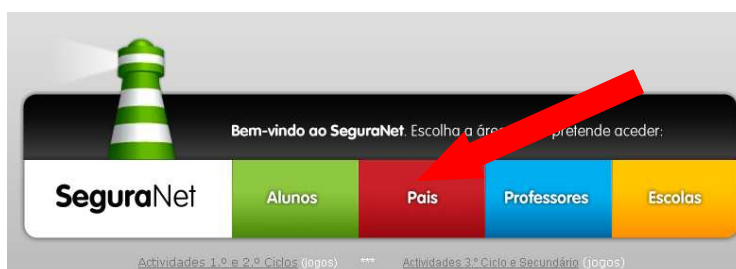 Bem-vindo ao SeguraNet. Escolha a ár pretende aceder:
SeguraNet Alunos Pais Professores Escolas
Actividades 1.º e 2.º Ciclos (jogos) *** Actividades 3.º Ciclo e Secundário (jogos)